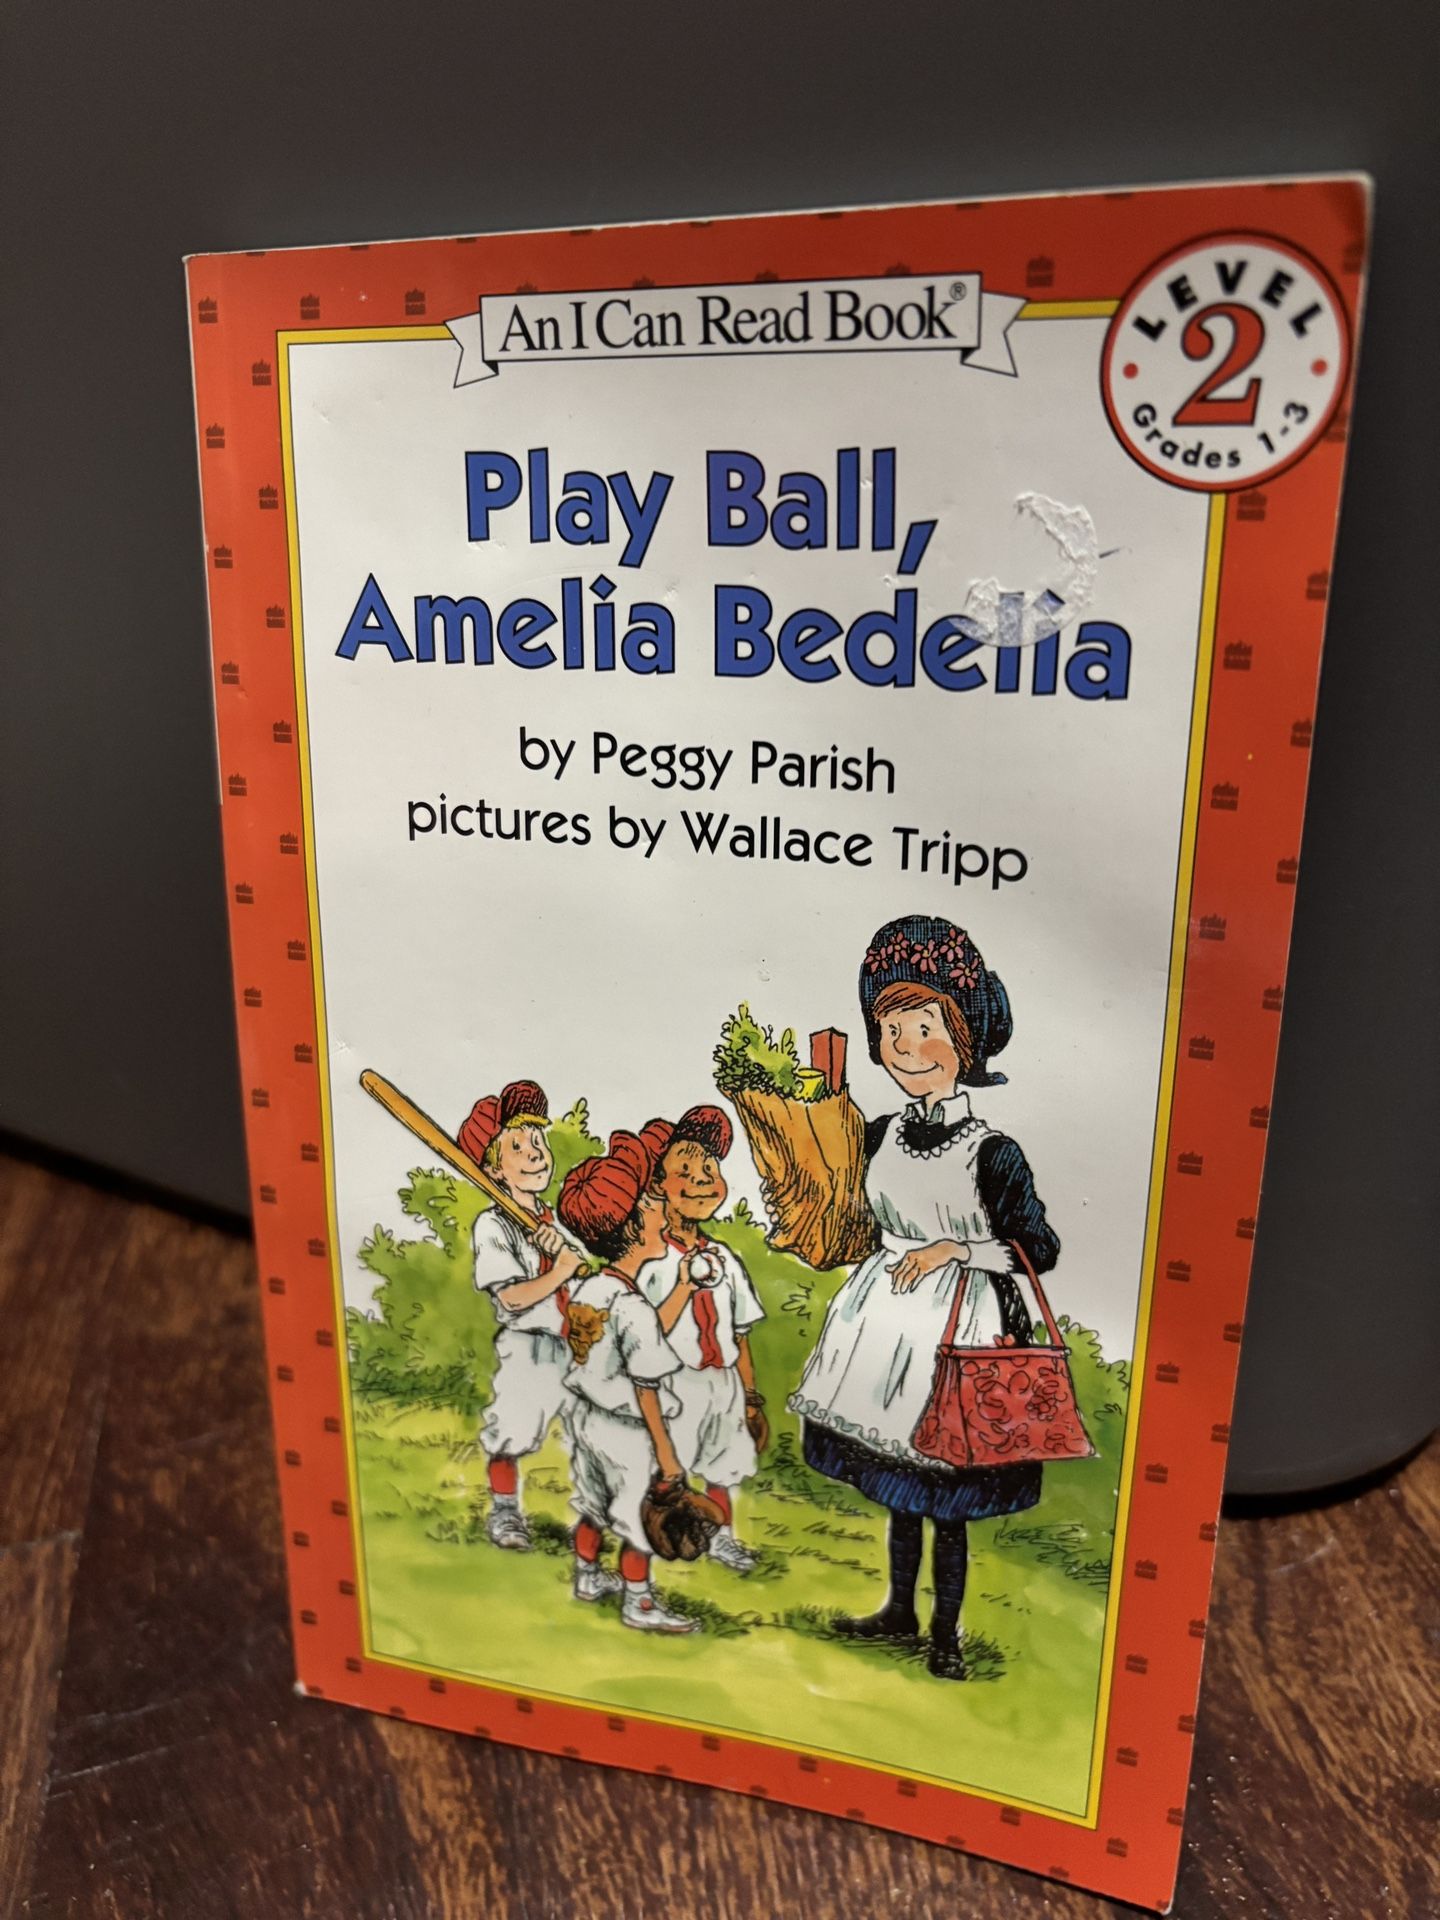 An I Can Read Book®
LEVEL
2
Grades 1-3
Play Ball,
Amelia Bedelia
by Peggy Parish
pictures by Wallace Tripp